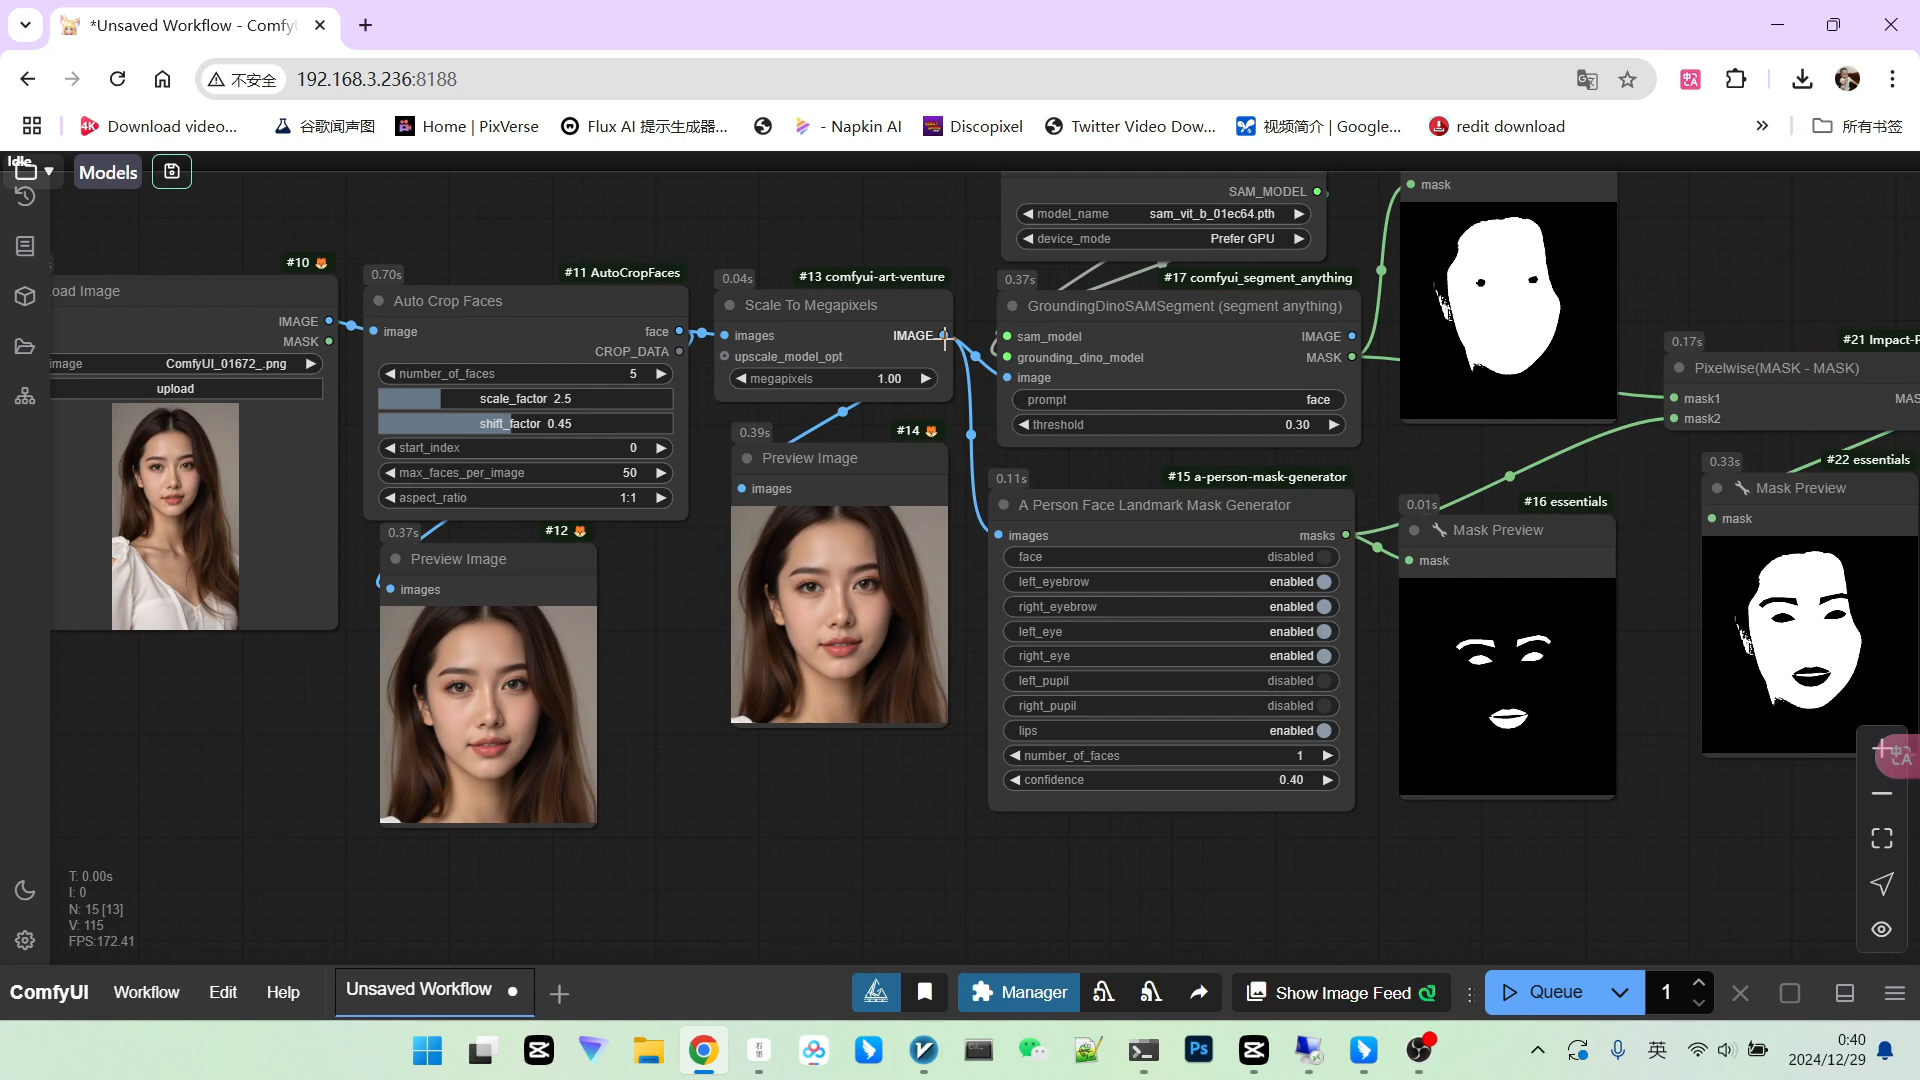 *Unsaved Workflow - ComfyU
不安全
192.168.3.236:8188
Download video...
谷歌闻声图
Home | PixVerse
Flux AI 提示生成器...
- Napkin AI
Discopixel
Twitter Video Dow...
视频简介 | Google...
redit download
所有书签
Idle
Models
#10
oad Image
IMAGE
MASK
image
ComfyUI_01672_.png
upload
0.70s
#11 AutoCropFaces
Auto Crop Faces
image
face
CROP_DATA
number_of_faces
5
scale_factor 2.5
shift_factor 0.45
start_index
0
max_faces_per_image
50
aspect_ratio
1:1
0.37s
#12
Preview Image
images
0.04s
#13 comfyui-art-venture
Scale To Megapixels
images
IMAGE
upscale_model_opt
megapixels
1.00
0.39s
#14
Preview Image
images
SAM_MODEL
model_name
sam_vit_b_01ec64.pth
device_mode
Prefer GPU
0.37s
#17 comfyui_segment_anything
GroundingDinoSAMSegment (segment anything)
sam_model
IMAGE
grounding_dino_model
MASK
image
prompt
face
threshold
0.30
0.11s
#15 a-person-mask-generator
A Person Face Landmark Mask Generator
images
masks
face
disabled
left_eyebrow
enabled
right_eyebrow
enabled
left_eye
enabled
right_eye
enabled
left_pupil
disabled
right_pupil
disabled
lips
enabled
number_of_faces
1
confidence
0.40
mask
0.01s
#16 essentials
Mask Preview
mask
0.17s
#21 Impact-P
Pixelwise(MASK - MASK)
mask1
MAS
mask2
0.33s
#22 essentials
Mask Preview
mask
T: 0.00s
I: 0
N: 15 [13]
V: 115
FPS:172.41
ComfyUI
Workflow
Edit
Help
Unsaved Workflow
Manager
Show Image Feed
Queue
1
英
0:40
2024/12/29